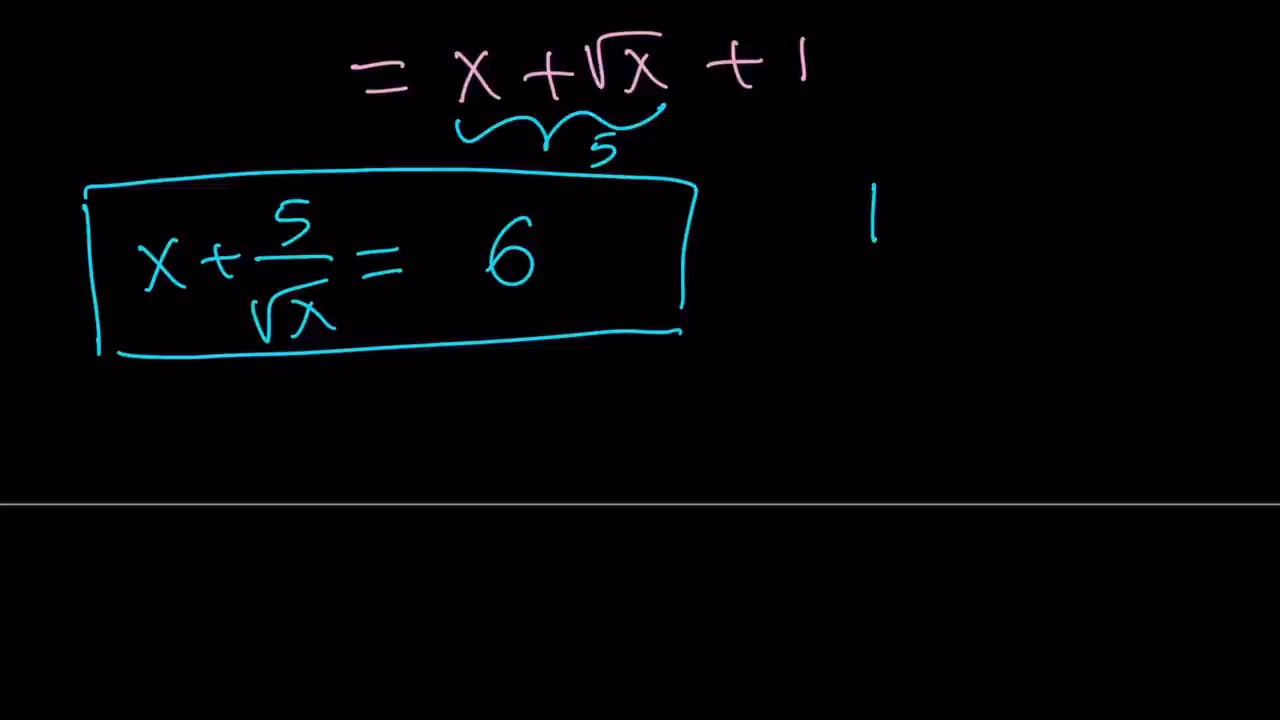 = x + √x + 1
5
x + 5/√x = 6
1